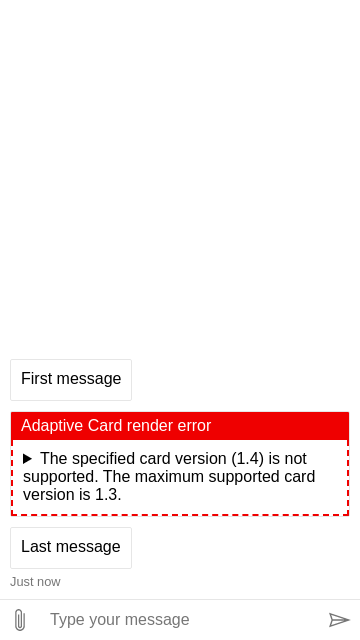 First message
Adaptive Card render error
The specified card version (1.4) is not
supported. The maximum supported card
version is 1.3.
Last message
Just now
Type your message